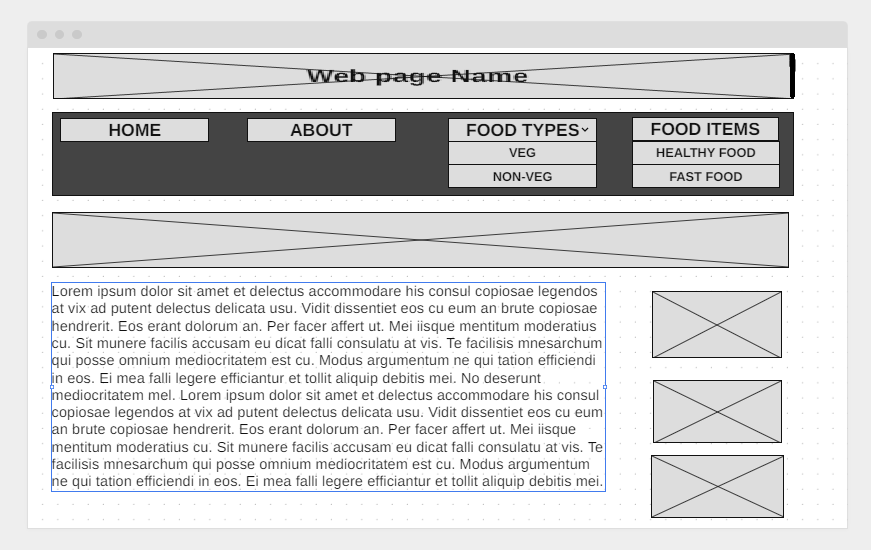 Web page Name
HOME
ABOUT
FOOD TYPES
FOOD ITEMS
VEG
HEALTHY FOOD
NON-VEG
FAST FOOD
Lorem ipsum dolor sit amet et delectus accommodare his consul copiosae legendos
at vix ad putent delectus delicata usu. Vidit dissentiet eos cu eum an brute copiosae
hendrerit. Eos erant dolorum an. Per facer affert ut. Mei iisque mentitum moderatius
cu. Sit munere facilis accusam eu dicat falli consulatu at vis. Te facilisis mnesarchum
qui posse omnium mediocritatem est cu. Modus argumentum ne qui tation efficiendi
in eos. Ei mea falli legere efficiantur et tollit aliquip debitis mei. No deserunt
mediocritatem mel. Lorem ipsum dolor sit amet et delectus accommodare his consul
copiosae legendos at vix ad putent delectus delicata usu. Vidit dissentiet eos cu eum
an brute copiosae hendrerit. Eos erant dolorum an. Per facer affert ut. Mei iisque
mentitum moderatius cu. Sit munere facilis accusam eu dicat falli consulatu at vis. Te
facilisis mnesarchum qui posse omnium mediocritatem est cu. Modus argumentum
ne qui tation efficiendi in eos. Ei mea falli legere efficiantur et tollit aliquip debitis mei.